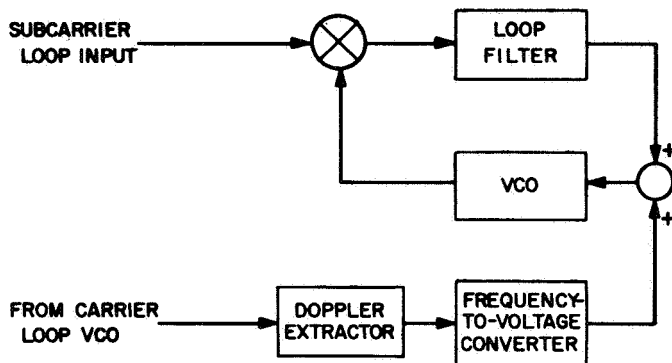 SUBCARRIER
LOOP INPUT
LOOP
FILTER
+
VCO
+
FROM CARRIER
LOOP VCO
DOPPLER
EXTRACTOR
FREQUENCY-
TO-VOLTAGE
CONVERTER